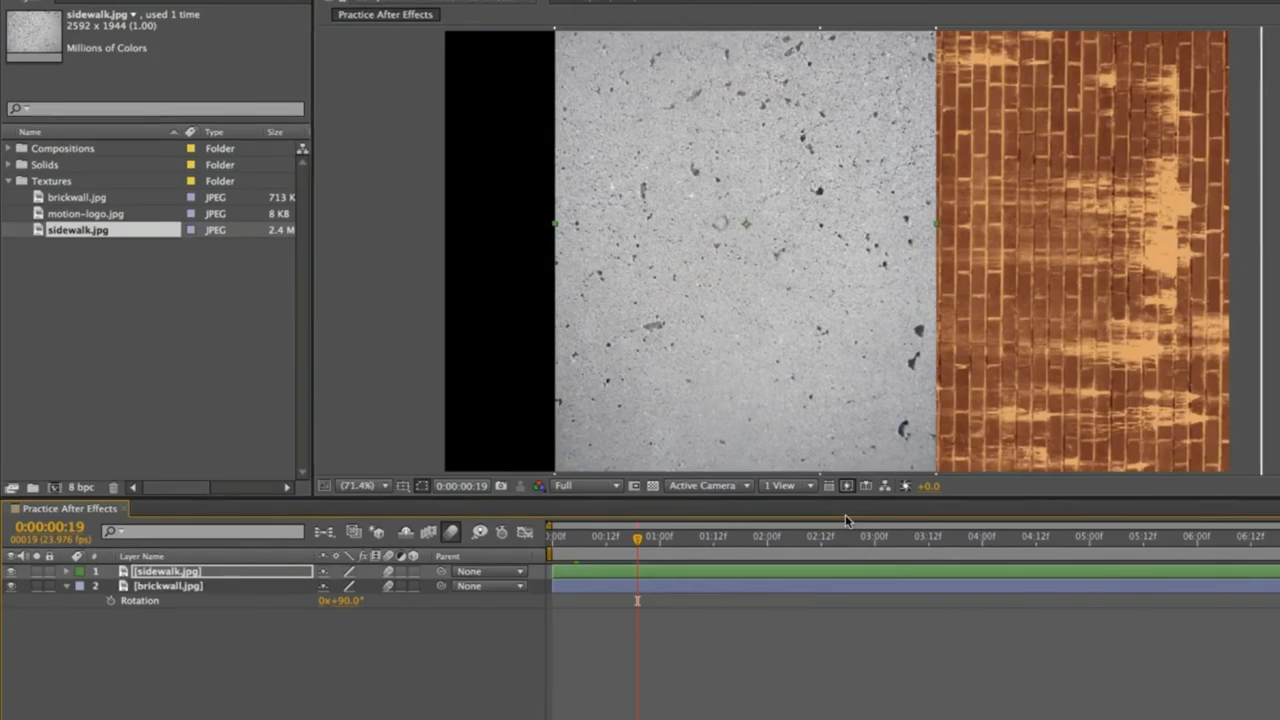 sidewalk.jpg ▾ , used 1 time
2592 x 1944 (1.00)
Millions of Colors
Name Type Size
Compositions Folder
Solids Folder
Textures Folder
brickwall.jpg JPEG 713 K
motion-logo.jpg JPEG 8 KB
sidewalk.jpg JPEG 2.4 M
8 bpc
Practice After Effects
(71.4%) 0:00:00:19 Full Active Camera 1 View +0.0
Practice After Effects
0:00:00:19
00019 (23.976 fps)
:00f 00:12f 01:00f 01:12f 02:00f 02:12f 03:00f 03:12f 04:00f 04:12f 05:00f 05:12f 06:00f 06:12f
# Layer Name Parent
1 [sidewalk.jpg] None
2 [brickwall.jpg] None
Rotation 0x+90.0°